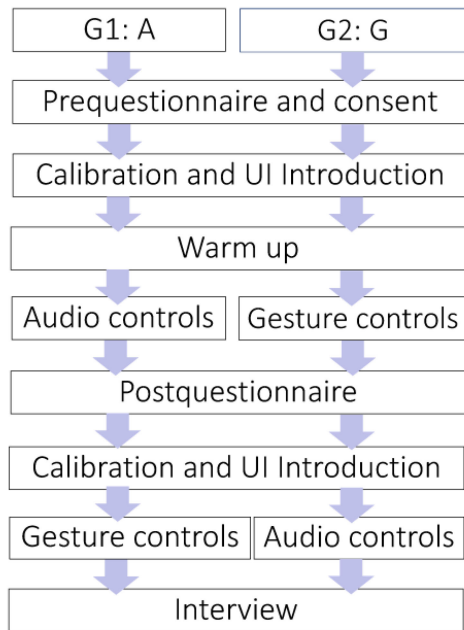 G1: A
G2: G
Prequestionnaire and consent
Calibration and UI Introduction
Warm up
Audio controls
Gesture controls
Postquestionnaire
Calibration and UI Introduction
Gesture controls
Audio controls
Interview